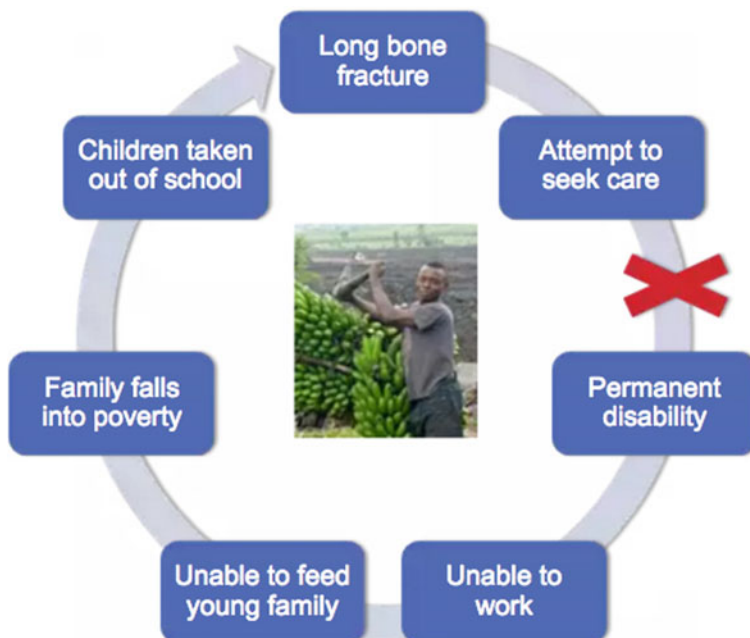 Long bone
fracture
Attempt to
seek care
Permanent
disability
Unable to
work
Unable to feed
young family
Family falls
into poverty
Children taken
out of school